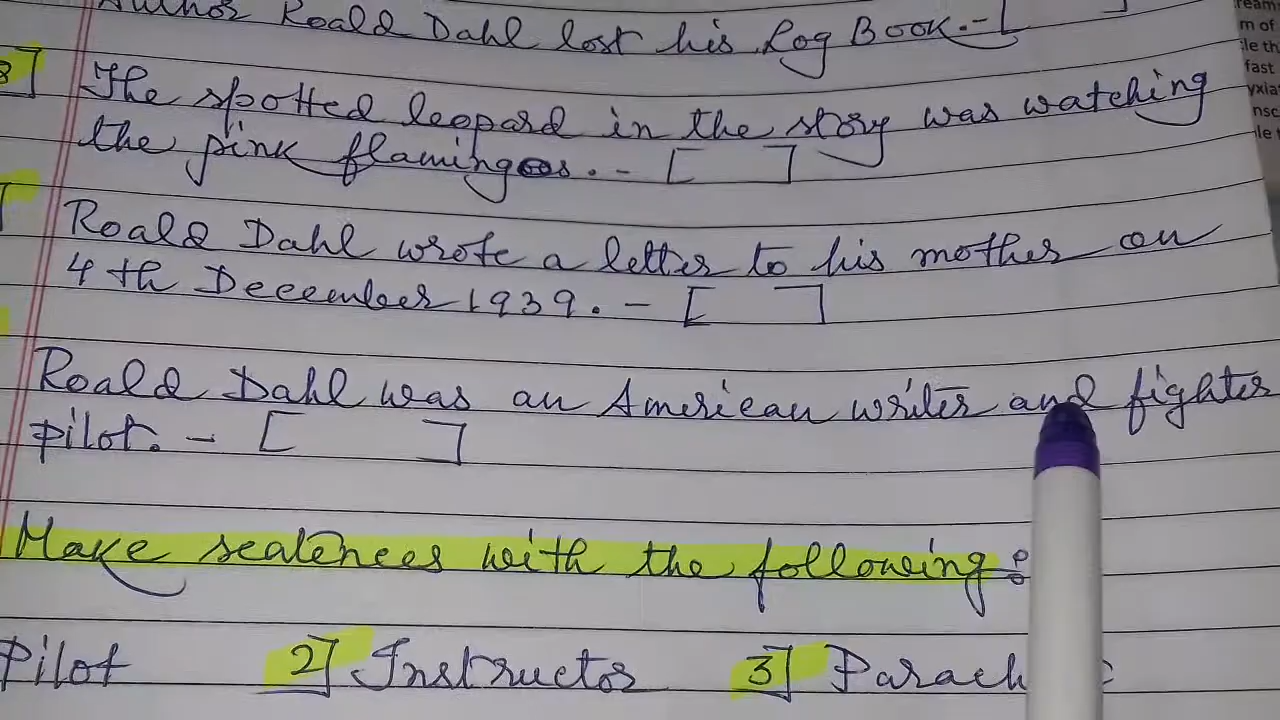 Author Roald Dahl lost his Log Book. - [ ]
8] The spotted leopard in the story was watching
the pink flamingoes. - [ ]
Roald Dahl wrote a letter to his mother on
4th December 1939. - [ ]
Roald Dahl was an American writer and fighter
pilot. - [ ]
Make sentences with the following :
Pilot 2] Instructor 3]